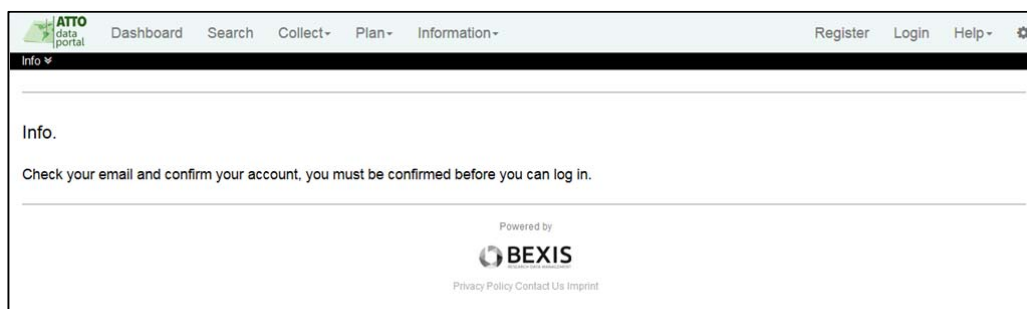 ATTO
data
portal
Dashboard Search Collect Plan Information Register Login Help
Info
Info.
Check your email and confirm your account, you must be confirmed before you can log in.
Powered by
BEXIS
RESEARCH DATA MANAGEMENT
Privacy Policy Contact Us Imprint